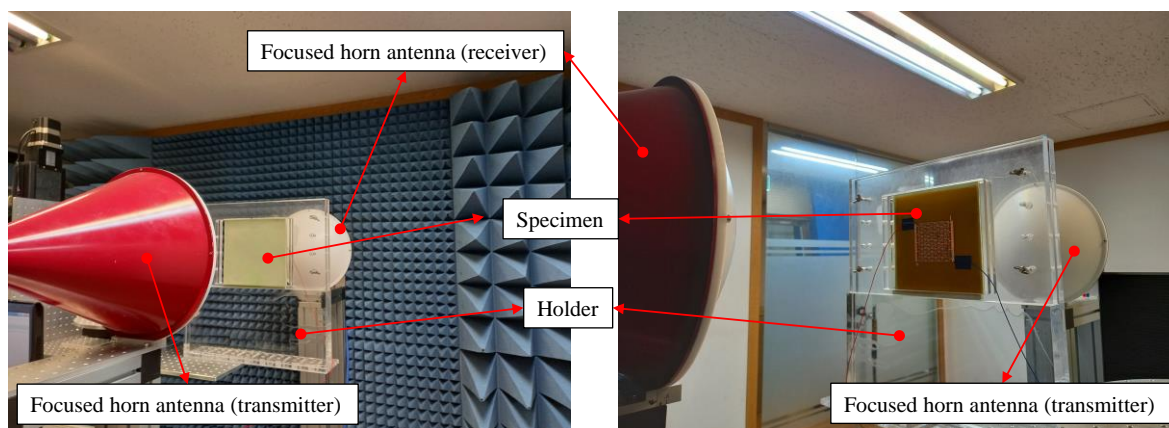 Focused horn antenna (receiver)
Specimen
Holder
Focused horn antenna (transmitter)
Focused horn antenna (transmitter)